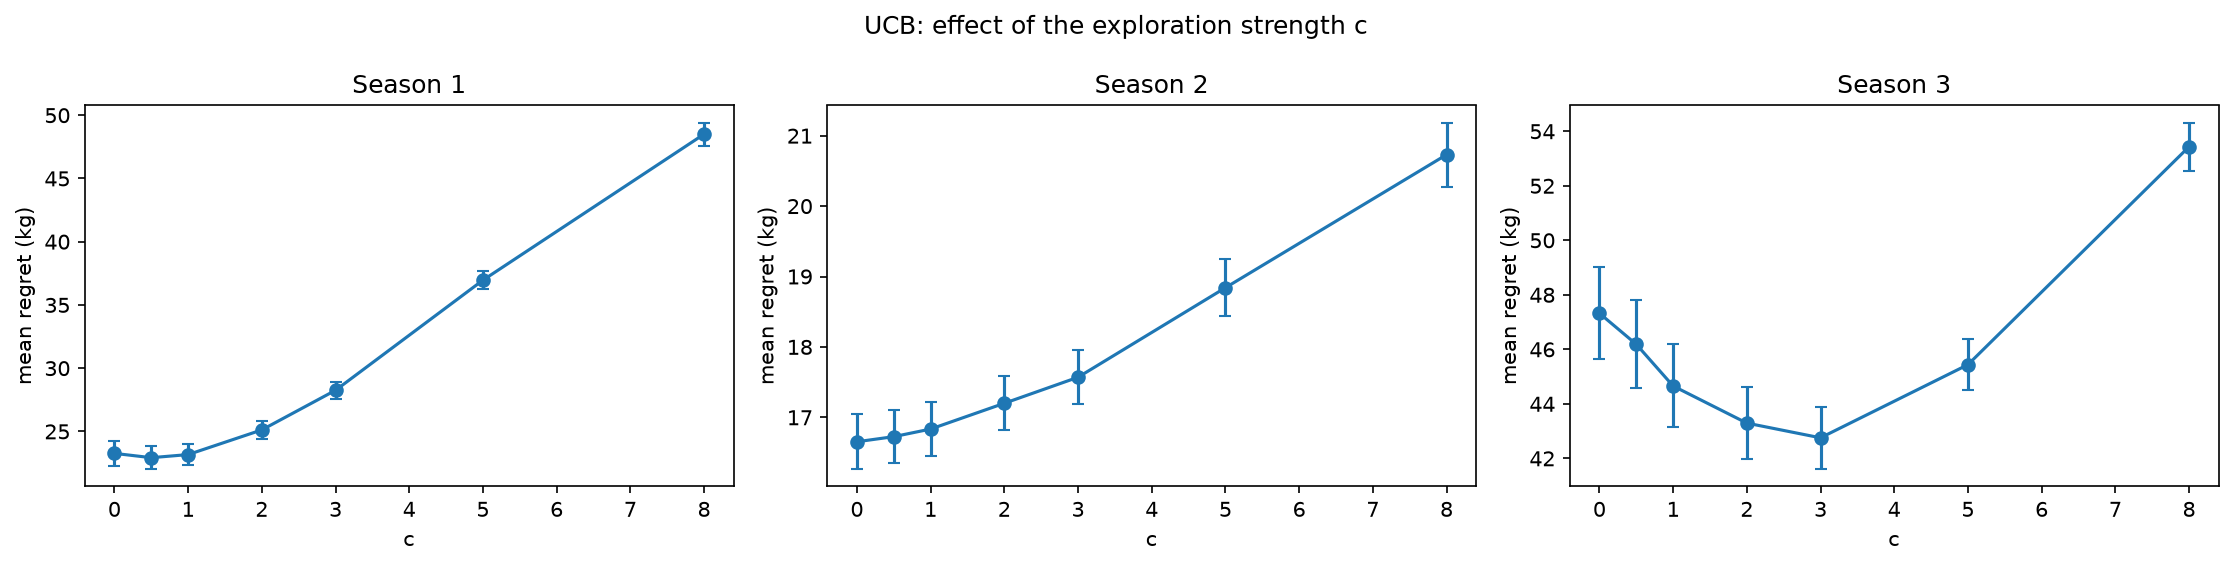 UCB: effect of the exploration strength c
Season 1
mean regret (kg)
50
45
40
35
30
25
0 1 2 3 4 5 6 7 8
c
Season 2
mean regret (kg)
21
20
19
18
17
0 1 2 3 4 5 6 7 8
c
Season 3
mean regret (kg)
54
52
50
48
46
44
42
0 1 2 3 4 5 6 7 8
c